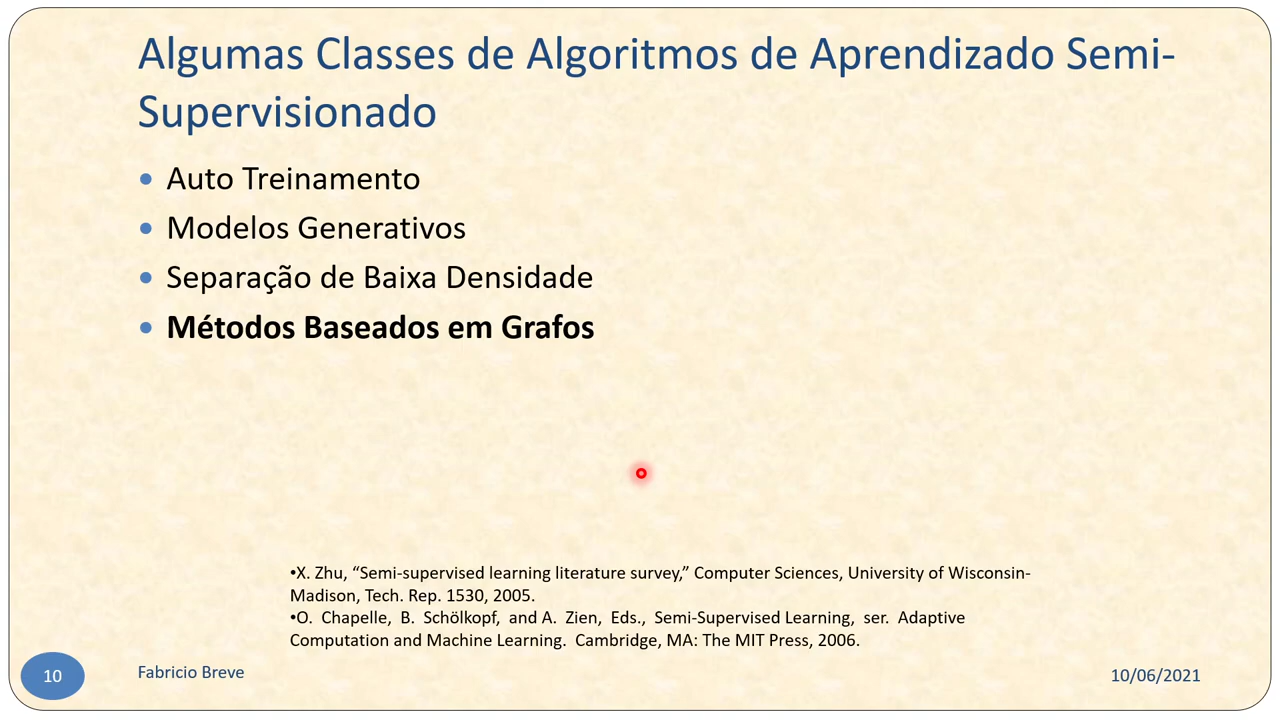 Algumas Classes de Algoritmos de Aprendizado Semi-
Supervisionado
• Auto Treinamento
• Modelos Generativos
• Separação de Baixa Densidade
• Métodos Baseados em Grafos
•X. Zhu, “Semi-supervised learning literature survey,” Computer Sciences, University of Wisconsin-
Madison, Tech. Rep. 1530, 2005.
•O. Chapelle, B. Schölkopf, and A. Zien, Eds., Semi-Supervised Learning, ser. Adaptive
Computation and Machine Learning. Cambridge, MA: The MIT Press, 2006.
10
Fabricio Breve
10/06/2021